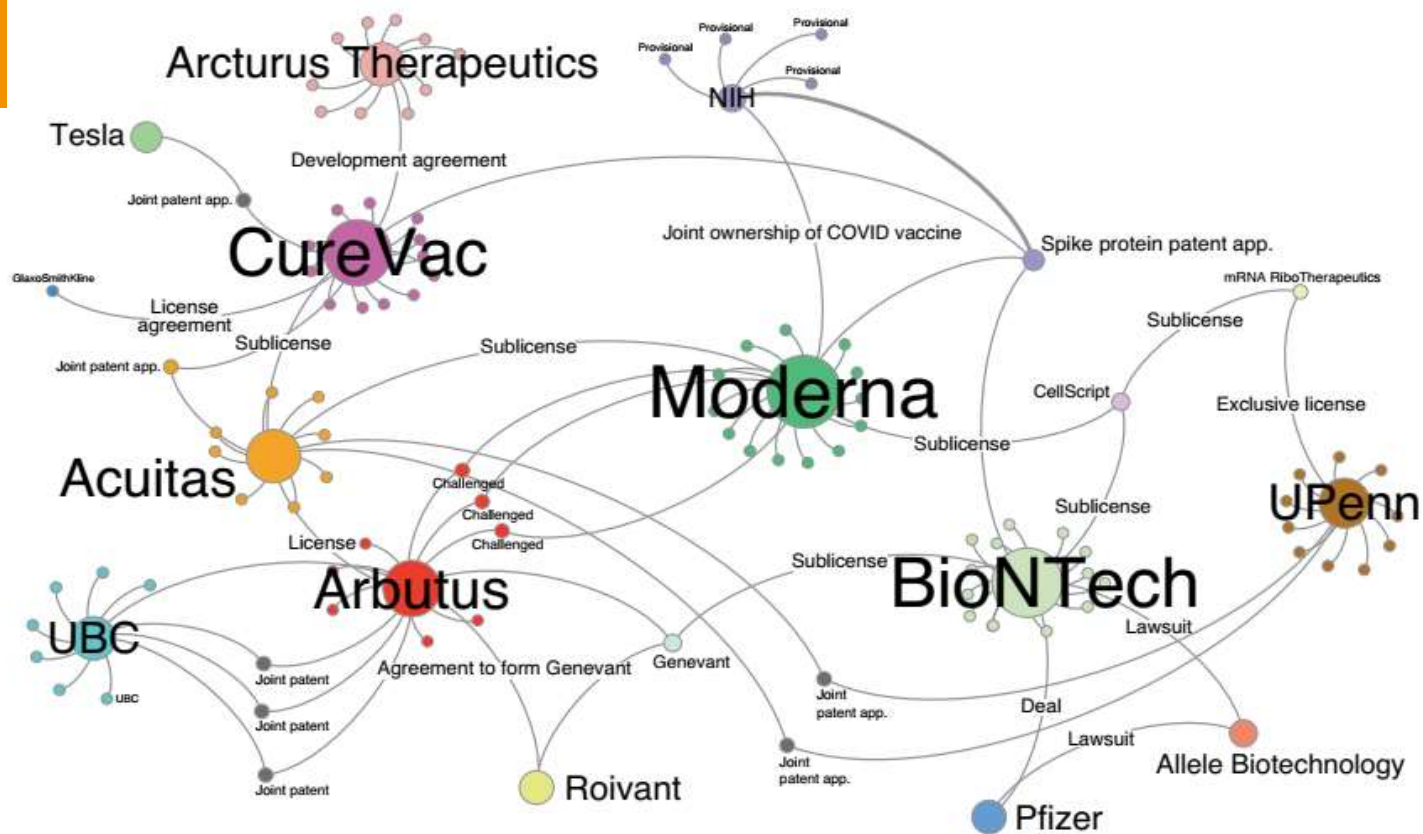 Provisional
Provisional
Provisional
Provisional
Arcturus Therapeutics
NIH
Tesla
Development agreement
Joint patent app.
Joint ownership of COVID vaccine
Spike protein patent app.
CureVac
GlaxoSmithKline
mRNA RiboTherapeutics
License
agreement
Sublicense
Sublicense
Sublicense
Joint patent app.
Moderna
CellScript
Exclusive license
Sublicense
Acuitas
Challenged
Challenged
Challenged
UPenn
Sublicense
License
Sublicense
Arbutus
BioNTech
UBC
Lawsuit
Agreement to form Genevant
Genevant
Joint patent
UBC
Joint
patent app.
Deal
Joint patent
Lawsuit
Joint
patent app.
Allele Biotechnology
Joint patent
Roivant
Pfizer